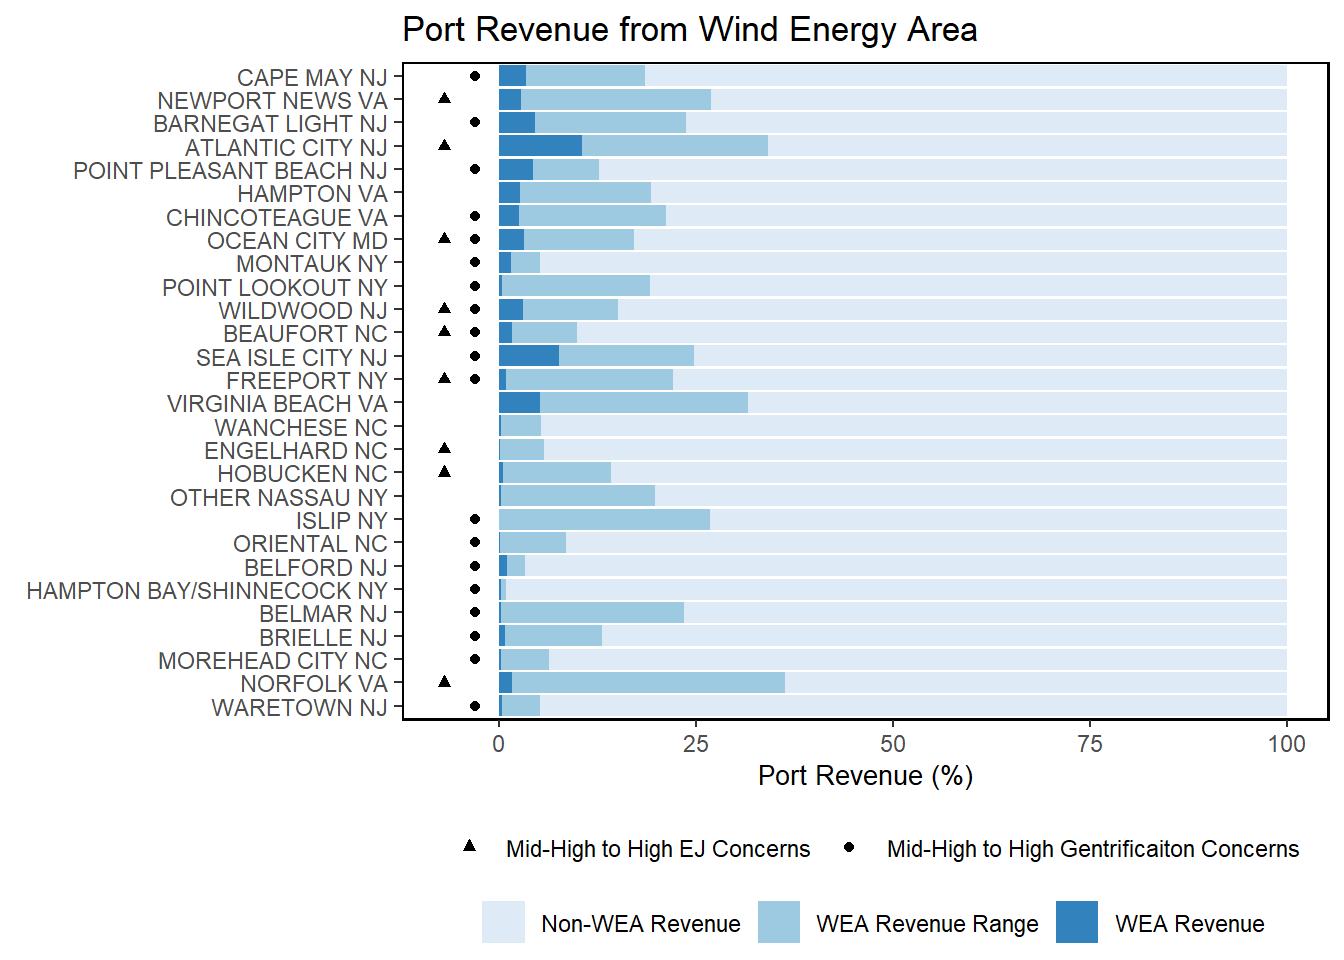 Port Revenue from Wind Energy Area
CAPE MAY NJ
NEWPORT NEWS VA
BARNEGAT LIGHT NJ
ATLANTIC CITY NJ
POINT PLEASANT BEACH NJ
HAMPTON VA
CHINCOTEAGUE VA
OCEAN CITY MD
MONTAUK NY
POINT LOOKOUT NY
WILDWOOD NJ
BEAUFORT NC
SEA ISLE CITY NJ
FREEPORT NY
VIRGINIA BEACH VA
WANCHESE NC
ENGELHARD NC
HOBUCKEN NC
OTHER NASSAU NY
ISLIP NY
ORIENTAL NC
BELFORD NJ
HAMPTON BAY/SHINNECOCK NY
BELMAR NJ
BRIELLE NJ
MOREHEAD CITY NC
NORFOLK VA
WARETOWN NJ
0 25 50 75 100
Port Revenue (%)
Mid-High to High EJ Concerns Mid-High to High Gentrificaiton Concerns
Non-WEA Revenue WEA Revenue Range WEA Revenue